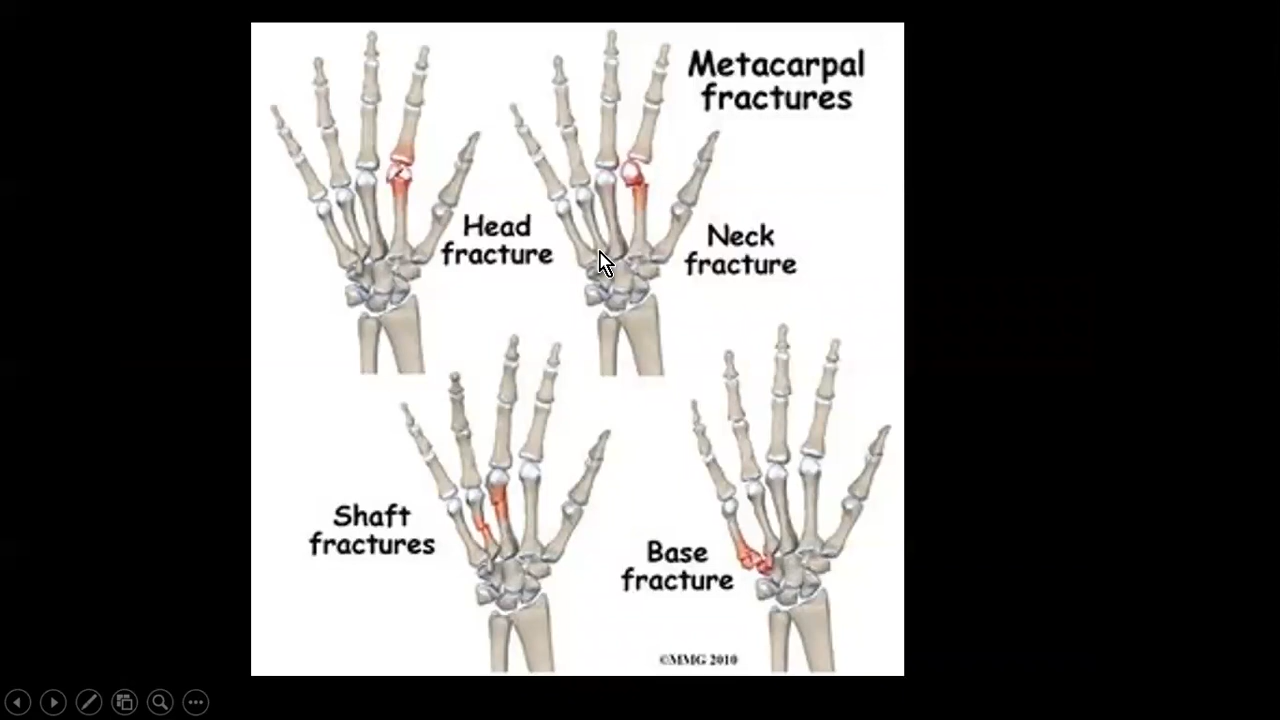 Metacarpal
fractures
Head
fracture
Neck
fracture
Shaft
fractures
Base
fracture
©MMG 2010